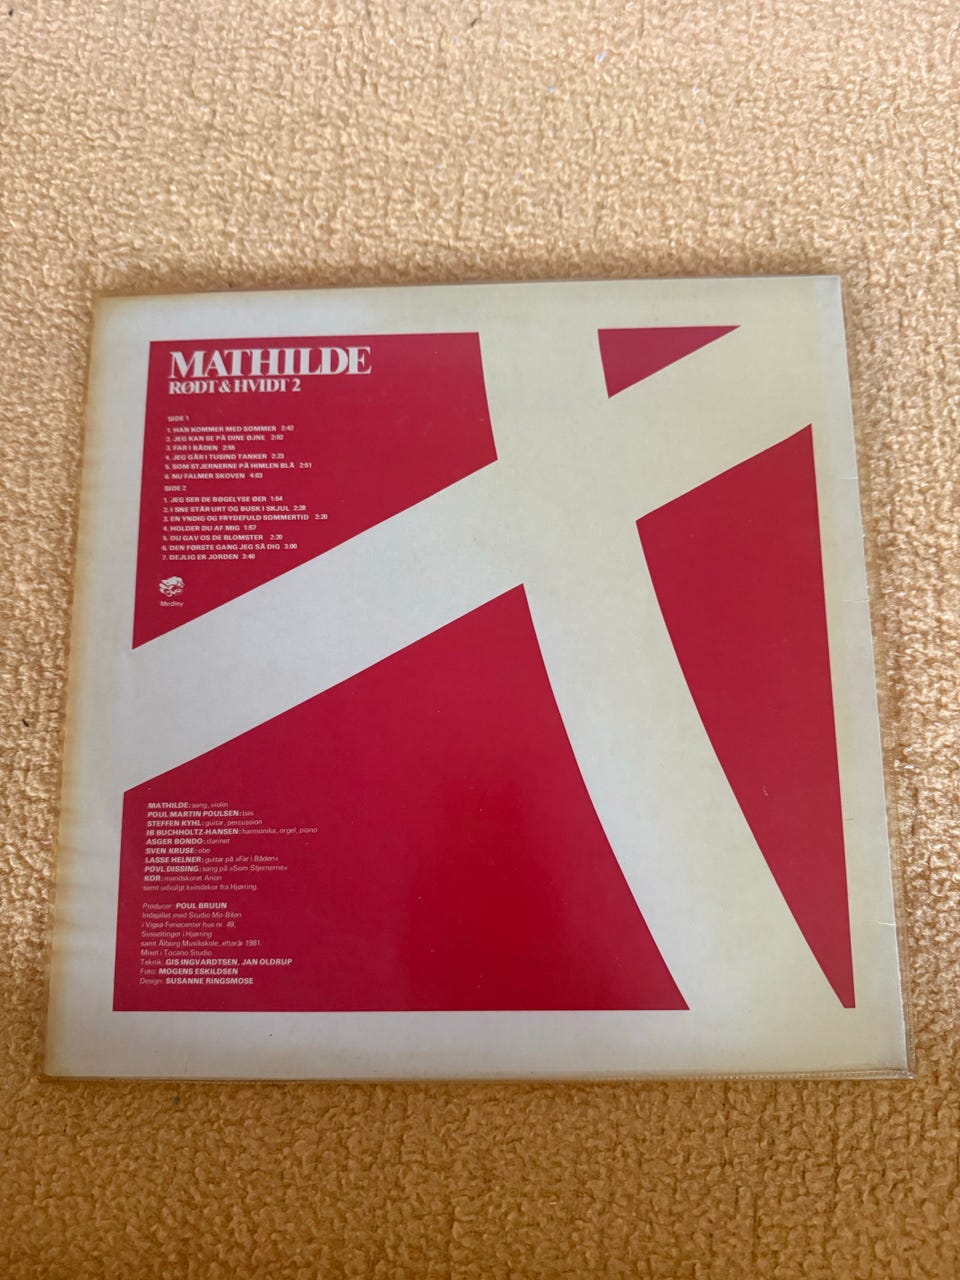 MATHILDE
RØDT & HVIDT 2
SIDE 1
1. HAN KOMMER MED SOMMER 2:42
2. JEG KAN SE PÅ DINE ØJNE 2:02
3. FAR I BÅDEN 2:55
4. JEG GÅR I TUSIND TANKER 2:23
5. SOM STJERNERNE PÅ HIMLEN BLÅ 2:51
6. NU FALMER SKOVEN 4:03
SIDE 2
1. JEG SER DE BØGELYSE ØER 1:54
2. I SNE STÅR URT OG BUSK I SKJUL 2:28
3. EN YNDIG OG FRYDEFULD SOMMERTID 2:20
4. HOLDER DU AF MIG 1:57
5. DU GAV OS DE BLOMSTER 2:20
6. DEN FØRSTE GANG JEG SÅ DIG 3:00
7. DEJLIG ER JORDEN 3:40
Medley
MATHILDE: sang, violin
POUL MARTIN POULSEN: bas
STEFFEN KYHL: guitar, percussion
IB BUCHHOLTZ-HANSEN: harmonika, orgel, piano
ASGER BONDO: clarinet
SVEN KRUSE: obo
LASSE HELNER: guitar på »Far i Båden«
POVL DISSING: sang på »Som Stjernerne«
KOR: mandskoret Arion
samt udvalgt kvindekor fra Hjørring.
Producer: POUL BRUUN
Indspillet med Studio Mo-Bilen
i Vigsø Feriecenter hus nr. 49,
Sysseltinget i Hjørring
samt Ålborg Musikskole, efterår 1981.
Mixet i Tocano Studio
Teknik: GIS INGVARDTSEN, JAN OLDRUP
Foto: MOGENS ESKILDSEN
Design: SUSANNE RINGSMOSE